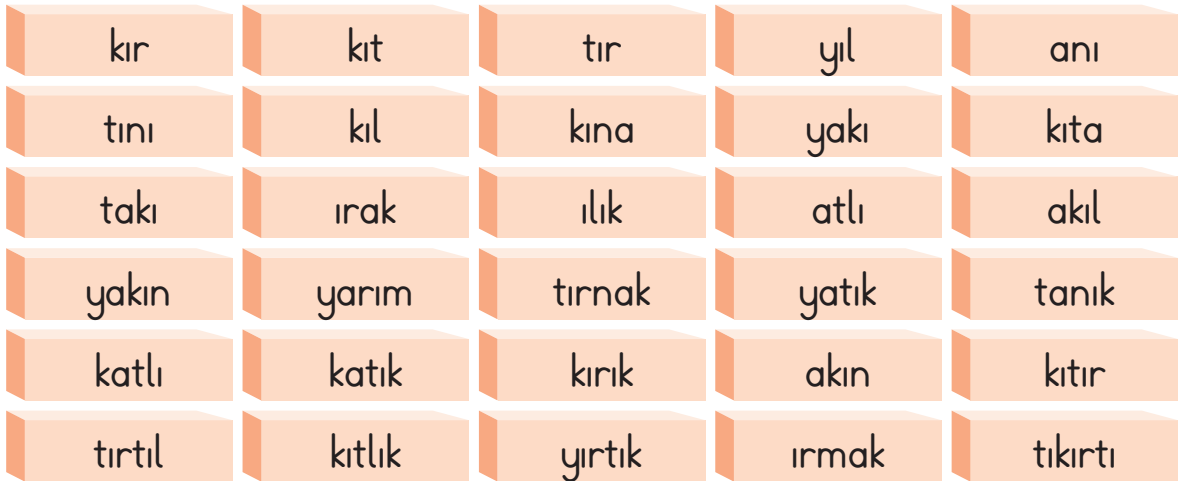 kır kıt tır yıl anı
tını kıl kına yakı kıta
takı ırak ılık atlı akıl
yakın yarım tırnak yatık tanık
katlı katık kırık akın kıtır
tırtıl kıtlık yırtık ırmak tıkırtı